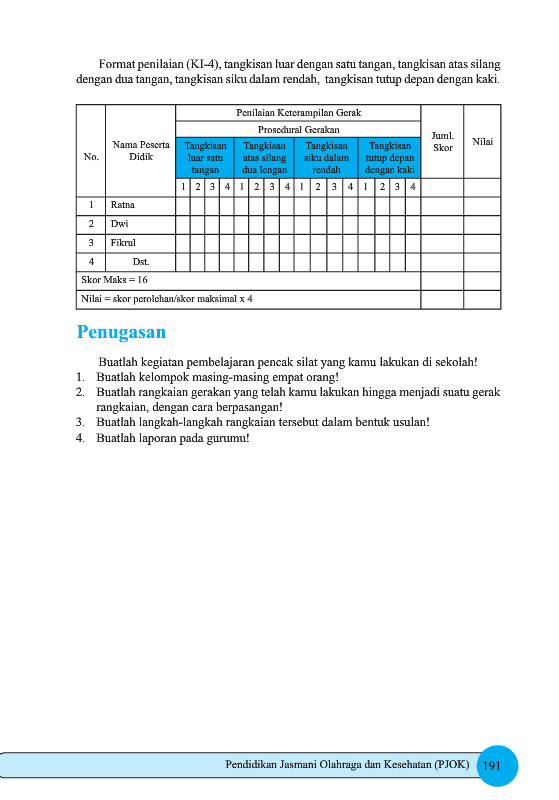 Format penilaian (KI-4), tangkisan luar dengan satu tangan, tangkisan atas silang
dengan dua tangan, tangkisan siku dalam rendah, tangkisan tutup depan dengan kaki.
No.
Nama Peserta
Didik
Penilaian Keterampilan Gerak
Prosedural Gerakan
Tangkisan
luar satu
tangan
Tangkisan
atas silang
dua lengan
Tangkisan
siku dalam
rendah
Tangkisan
tutup depan
dengan kaki
Juml.
Skor
Nilai
1 2 3 4 1 2 3 4 1 2 3 4 1 2 3 4
1 Ratna
2 Dwi
3 Fikrul
4 Dst.
Skor Maks = 16
Nilai = skor perolehan/skor maksimal x 4
Penugasan
Buatlah kegiatan pembelajaran pencak silat yang kamu lakukan di sekolah!
1. Buatlah kelompok masing-masing empat orang!
2. Buatlah rangkaian gerakan yang telah kamu lakukan hingga menjadi suatu gerak
rangkaian, dengan cara berpasangan!
3. Buatlah langkah-langkah rangkaian tersebut dalam bentuk usulan!
4. Buatlah laporan pada gurumu!
Pendidikan Jasmani Olahraga dan Kesehatan (PJOK) 191